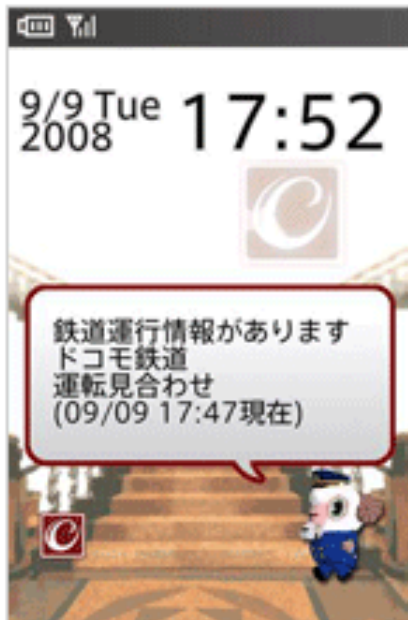 9/9 Tue
2008
17:52
鉄道運行情報があります
ドコモ鉄道
運転見合わせ
(09/09 17:47現在)